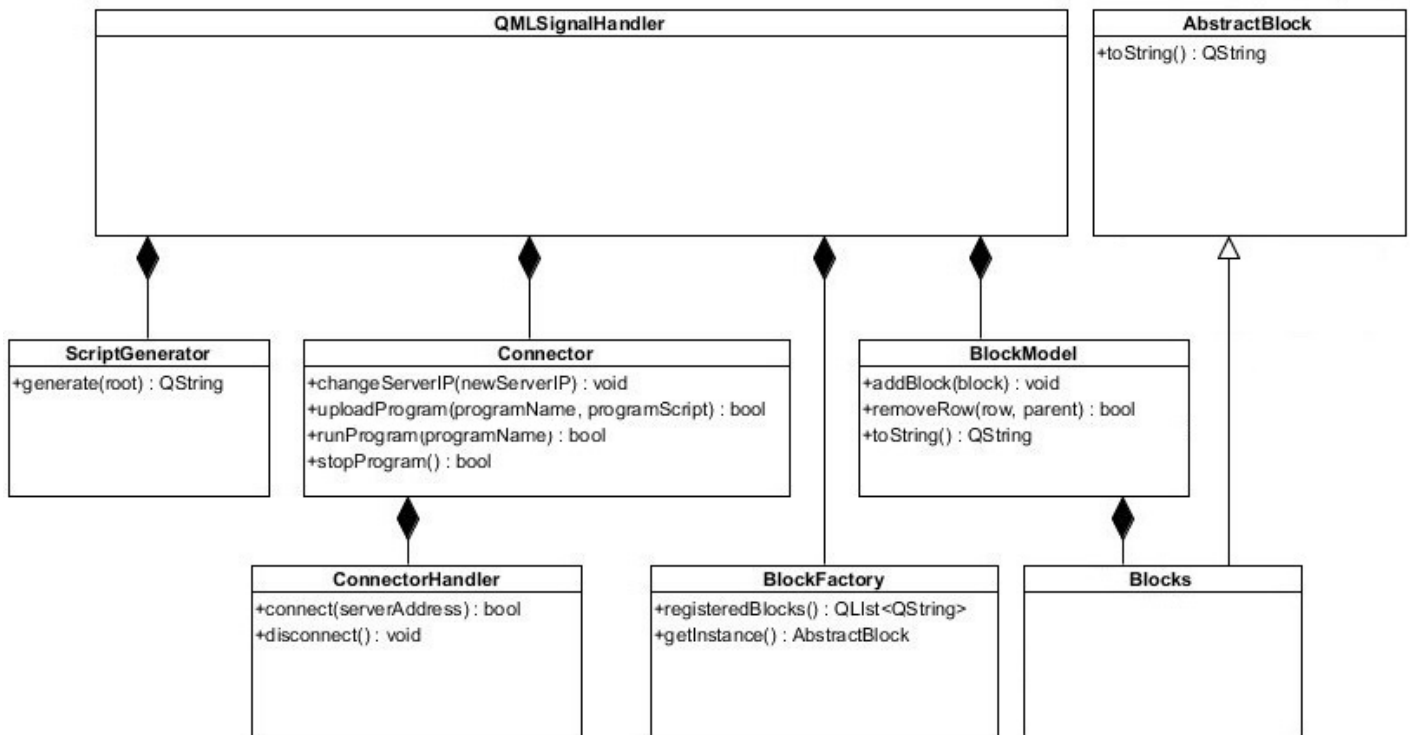 QMLSignalHandler
AbstractBlock
+toString() : QString
ScriptGenerator
+generate(root) : QString
Connector
+changeServerIP(newServerIP) : void
+uploadProgram(programName, programScript) : bool
+runProgram(programName) : bool
+stopProgram() : bool
BlockModel
+addBlock(block) : void
+removeRow(row, parent) : bool
+toString() : QString
ConnectorHandler
+connect(serverAddress) : bool
+disconnect() : void
BlockFactory
+registeredBlocks() : QLIst<QString>
+getInstance() : AbstractBlock
Blocks